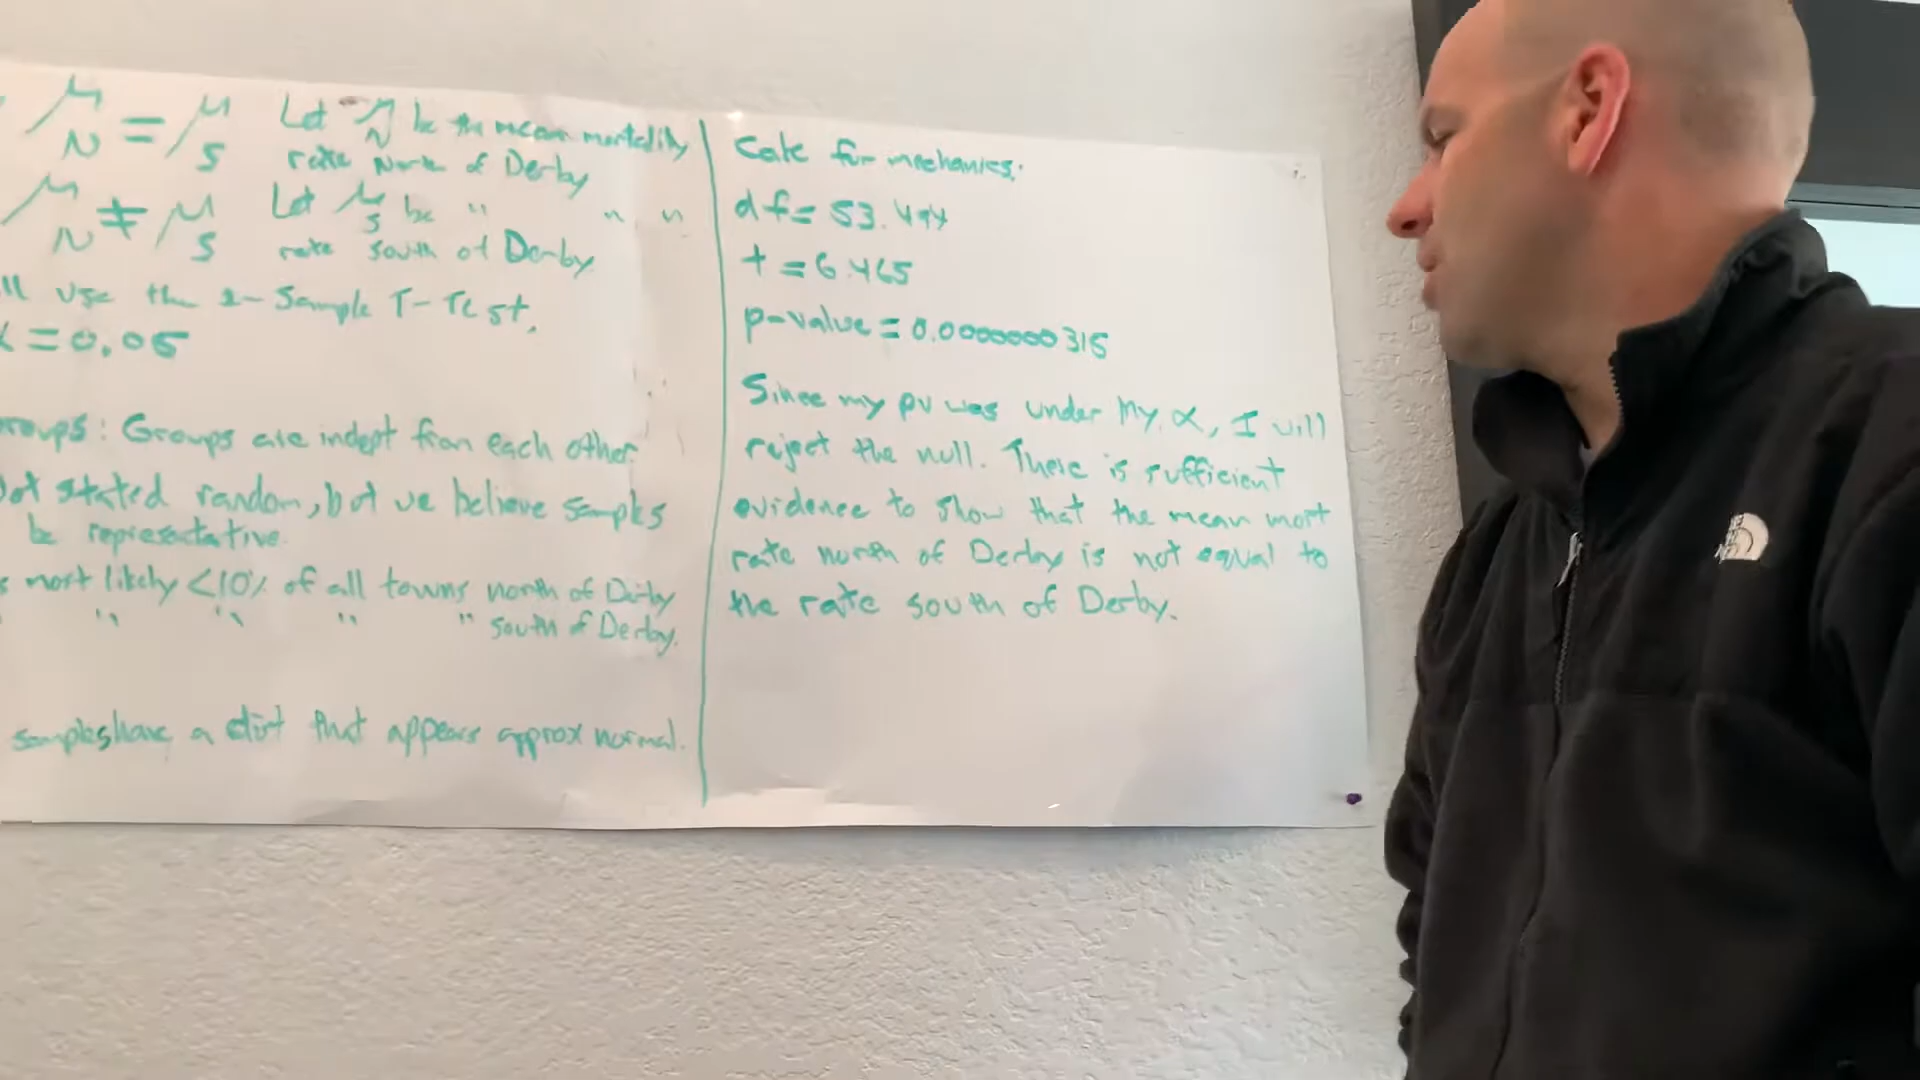 μN = μS Let μN be the mean mortality
rate North of Derby
μN ≠ μS Let μS be " " "
rate south of Derby.
ll use the 2-Sample T-Test.
α = 0.05
roups: Groups are indept from each other
ot stated random, but we believe samples
be representative.
s most likely <10% of all towns north of Derby
" " " " south of Derby.
samples have a dist that appears approx normal.
Calc for mechanics:
df = 53.494
t = 6.465
p-value = 0.0000000315
Since my pv was under my α, I will
reject the null. There is sufficient
evidence to show that the mean mort
rate north of Derby is not equal to
the rate south of Derby.